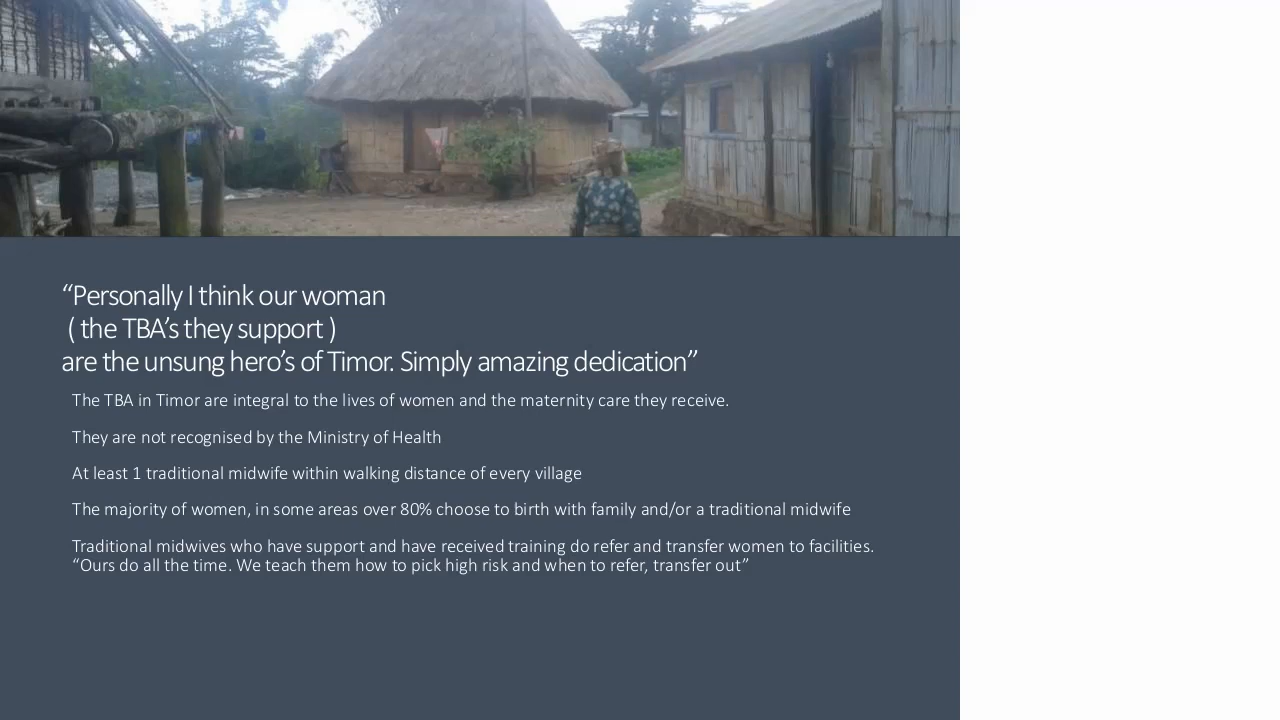 “Personally I think our woman
( the TBA’s they support )
are the unsung hero’s of Timor. Simply amazing dedication”
The TBA in Timor are integral to the lives of women and the maternity care they receive.
They are not recognised by the Ministry of Health
At least 1 traditional midwife within walking distance of every village
The majority of women, in some areas over 80% choose to birth with family and/or a traditional midwife
Traditional midwives who have support and have received training do refer and transfer women to facilities.
“Ours do all the time. We teach them how to pick high risk and when to refer, transfer out”